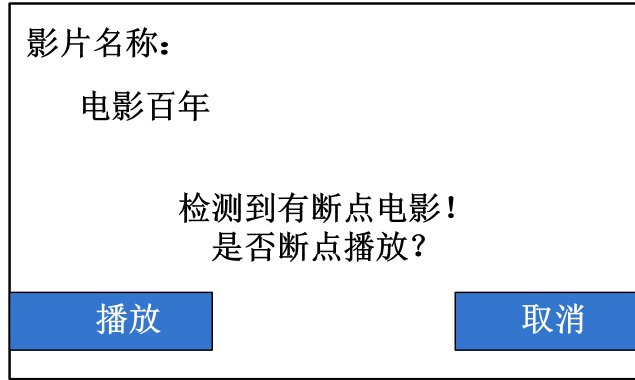 影片名称：
电影百年
检测到有断点电影！
是否断点播放？
播放
取消